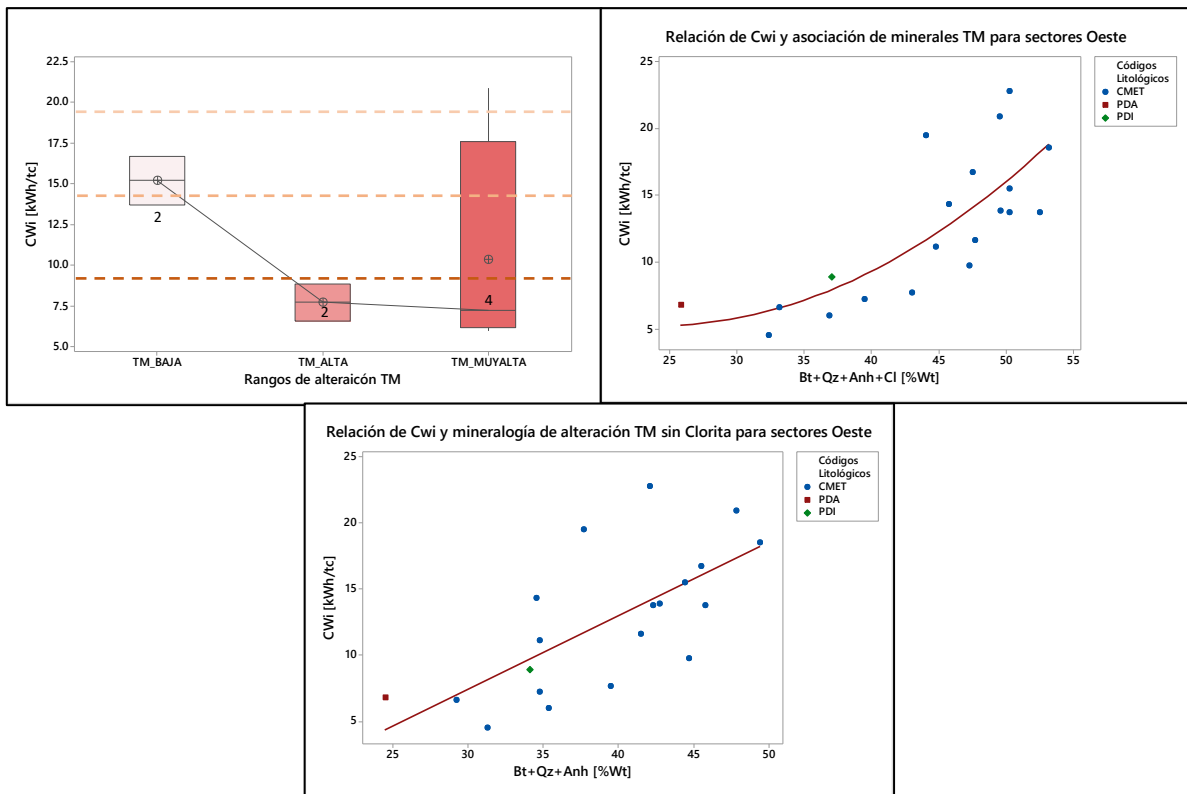 22.5
20.0
17.5
15.0
12.5
10.0
7.5
5.0
CWi [kWh/tc]
2
2
4
TM_BAJA
TM_ALTA
TM_MUYALTA
Rangos de alteraicón TM
Relación de Cwi y asociación de minerales TM para sectores Oeste
25
20
15
10
5
CWi [kWh/tc]
25
30
35
40
45
50
55
Bt+Qz+Anh+Cl [%Wt]
Códigos
Litológicos
CMET
PDA
PDI
Relación de Cwi y mineralogía de alteración TM sin Clorita para sectores Oeste
25
20
15
10
5
CWi [kWh/tc]
25
30
35
40
45
50
Bt+Qz+Anh [%Wt]
Códigos
Litológicos
CMET
PDA
PDI